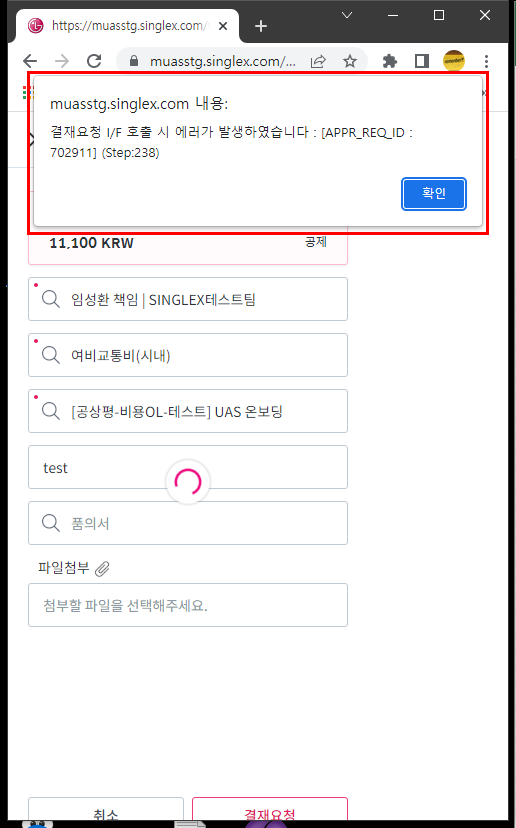 https://muasstg.singlex.com/
muasstg.singlex.com/...
muasstg.singlex.com 내용:
결재요청 I/F 호출 시 에러가 발생하였습니다 : [APPR_REQ_ID :
702911] (Step:238)
확인
11,100 KRW
공제
임성환 책임 | SINGLEX테스트팀
여비교통비(시내)
[공상평-비용OL-테스트] UAS 온보딩
test
품의서
파일첨부
첨부할 파일을 선택해주세요.
취소
결재요청